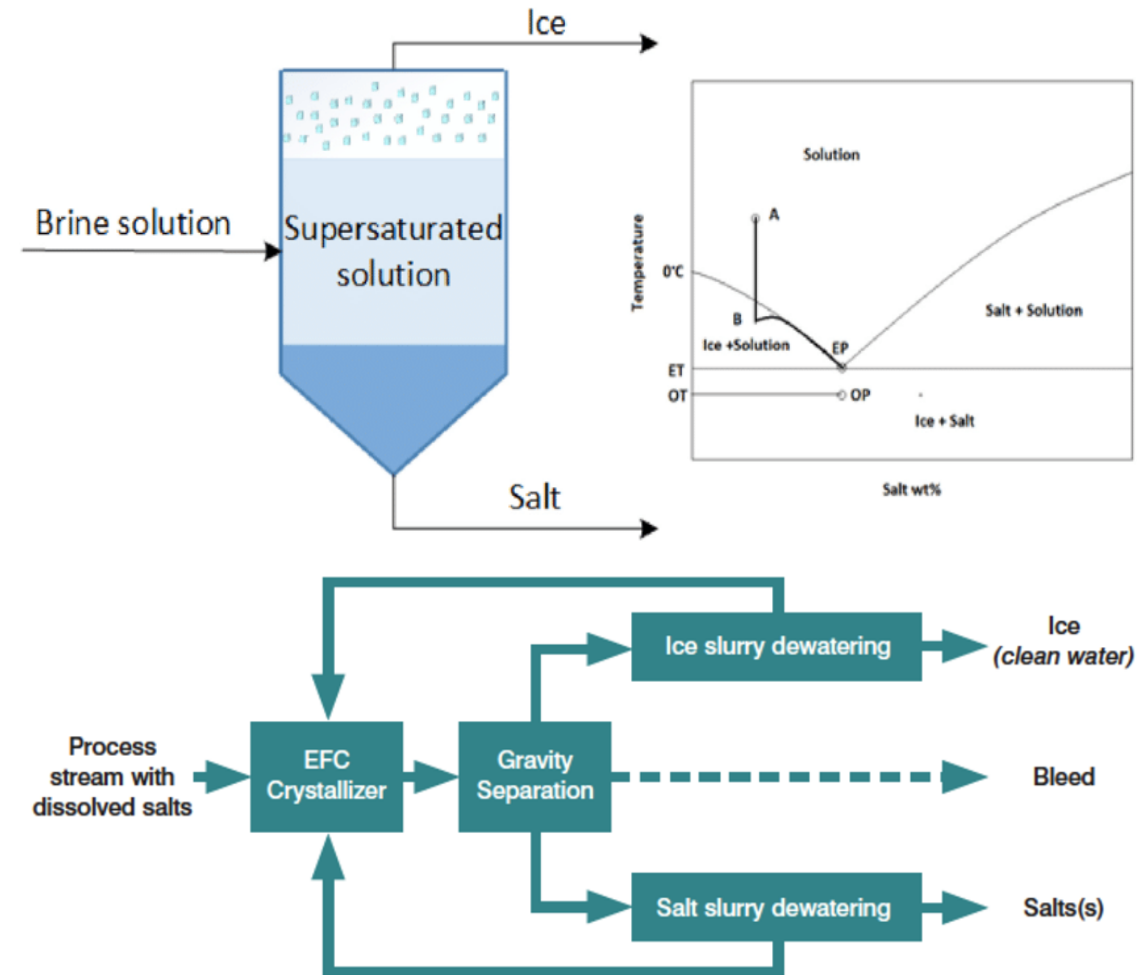 Ice
Brine solution
Supersaturated
solution
Salt
Temperature
Solution
A
0°C
B
Ice +Solution
EP
Salt + Solution
ET
OT
OP
Ice + Salt
Salt wt%
Process
stream with
dissolved salts
EFC
Crystallizer
Gravity
Separation
Ice slurry dewatering
Ice
(clean water)
Bleed
Salt slurry dewatering
Salts(s)